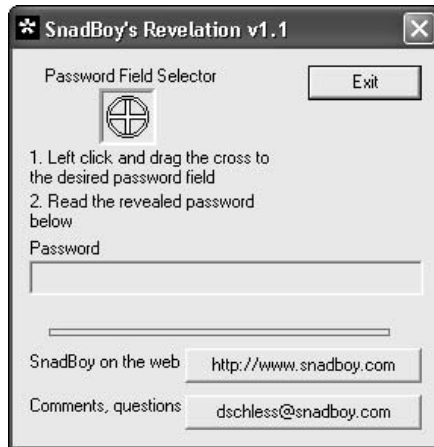 SnadBoy's Revelation v1.1
Password Field Selector
Exit
1. Left click and drag the cross to
the desired password field
2. Read the revealed password
below
Password
SnadBoy on the web
http://www.snadboy.com
Comments, questions
dschless@snadboy.com